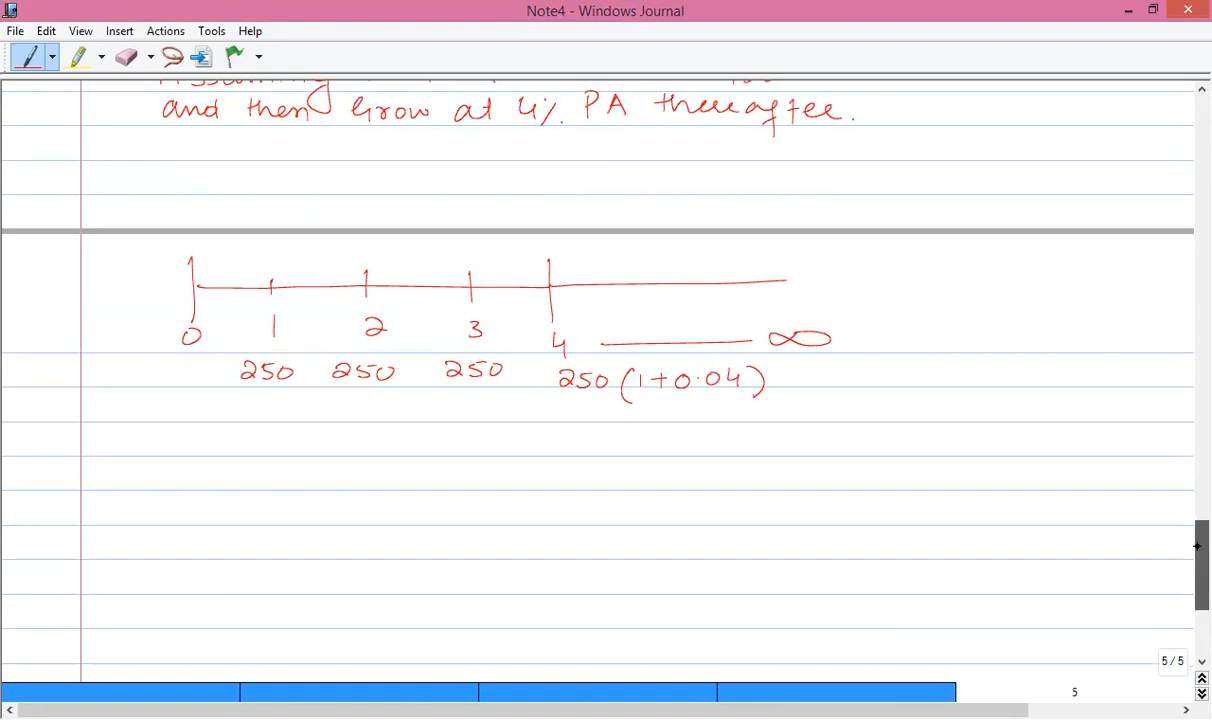 Note4 - Windows Journal
File Edit View Insert Actions Tools Help
Assuming
and then Grow at 4% PA thereafter.
0 1 2 3 4 ∞
250 250 250 250 (1+0.04)
5 / 5
5